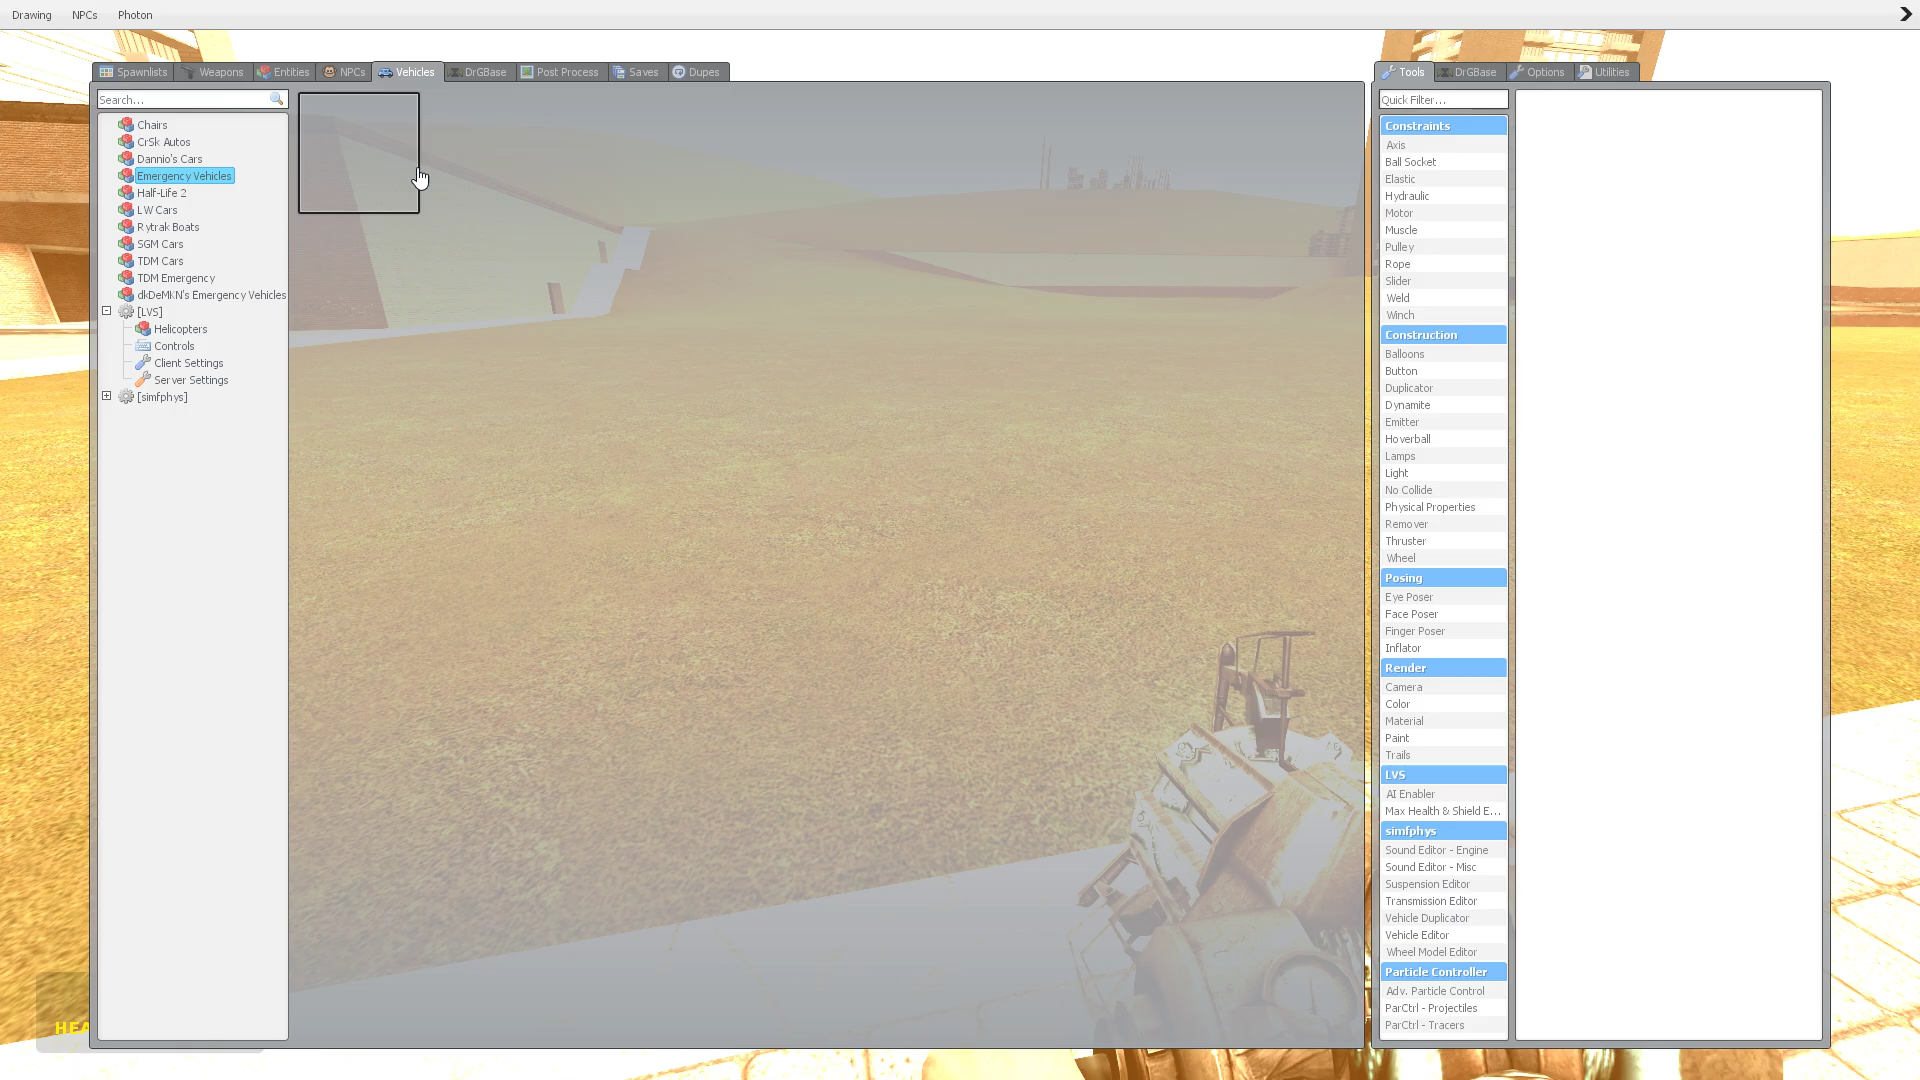 Drawing NPCs Photon
Spawnlists Weapons Entities NPCs Vehicles DrGBase Post Process Saves Dupes
Search...
Chairs
CrSk Autos
Dannio's Cars
Emergency Vehicles
Half-Life 2
LW Cars
Rytrak Boats
SGM Cars
TDM Cars
TDM Emergency
dkDeMkN's Emergency Vehicles
[LVS]
Helicopters
Controls
Client Settings
Server Settings
[simfphys]
HEA
Tools DrGBase Options Utilities
Quick Filter...
Constraints
Axis
Ball Socket
Elastic
Hydraulic
Motor
Muscle
Pulley
Rope
Slider
Weld
Winch
Construction
Balloons
Button
Duplicator
Dynamite
Emitter
Hoverball
Lamps
Light
No Collide
Physical Properties
Remover
Thruster
Wheel
Posing
Eye Poser
Face Poser
Finger Poser
Inflator
Render
Camera
Color
Material
Paint
Trails
LVS
AI Enabler
Max Health & Shield E...
simfphys
Sound Editor - Engine
Sound Editor - Misc
Suspension Editor
Transmission Editor
Vehicle Duplicator
Vehicle Editor
Wheel Model Editor
Particle Controller
Adv. Particle Control
ParCtrl - Projectiles
ParCtrl - Tracers